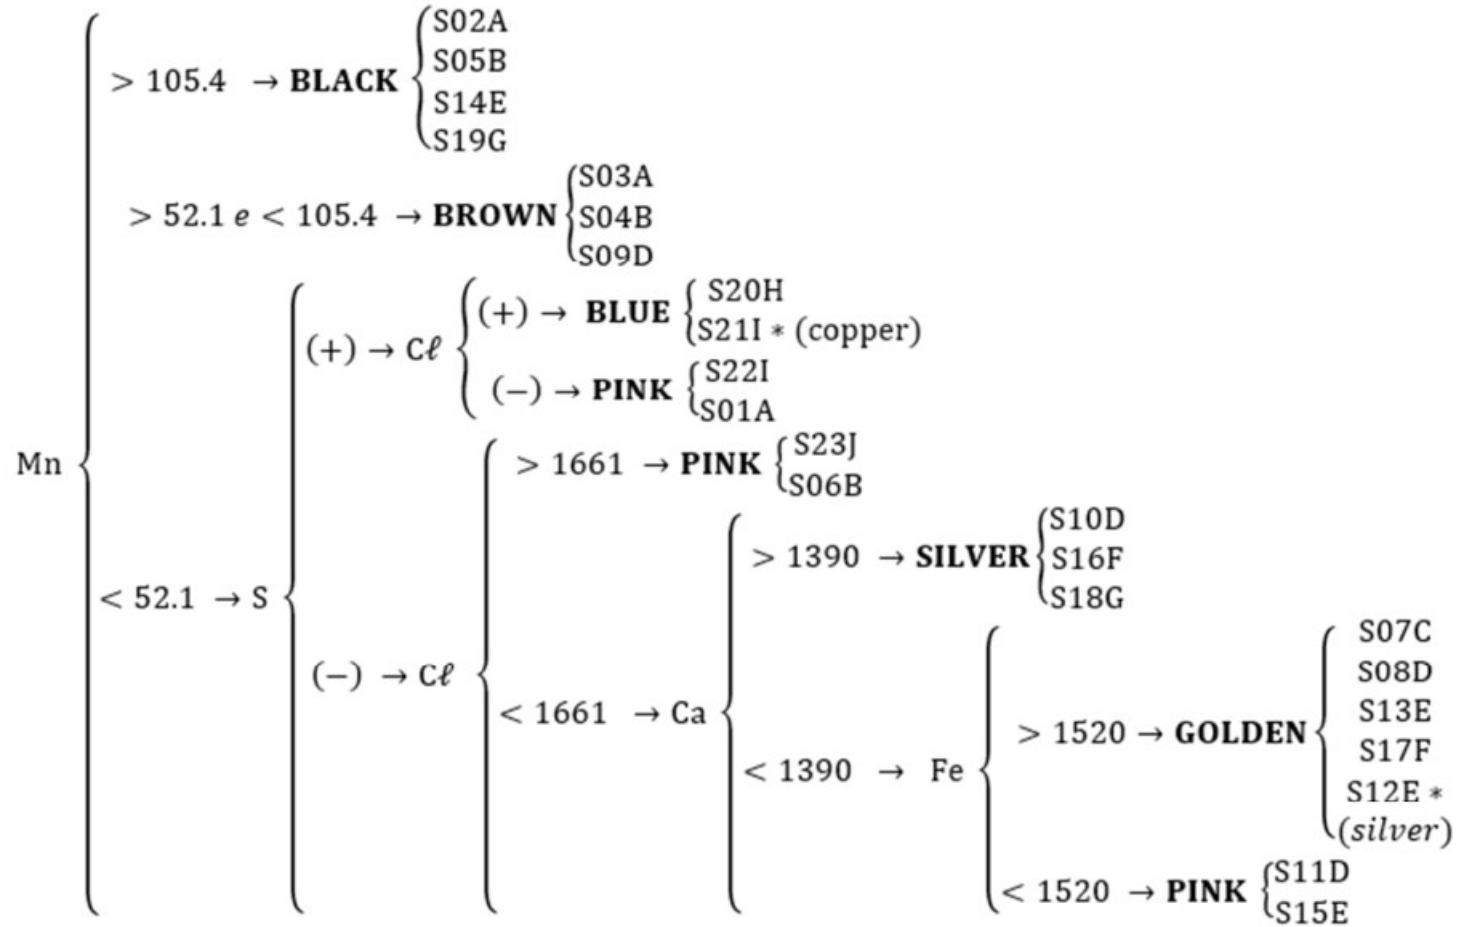 > 105.4 → BLACK
S02A
S05B
S14E
S19G
> 52.1 e < 105.4 → BROWN
S03A
S04B
S09D
Mn
< 52.1 → S
(+) → Cℓ
(+) → BLUE
S20H
S21I * (copper)
(−) → PINK
S22I
S01A
(−) → Cℓ
> 1661 → PINK
S23J
S06B
< 1661 → Ca
> 1390 → SILVER
S10D
S16F
S18G
< 1390 → Fe
> 1520 → GOLDEN
S07C
S08D
S13E
S17F
S12E *
(silver)
< 1520 → PINK
S11D
S15E